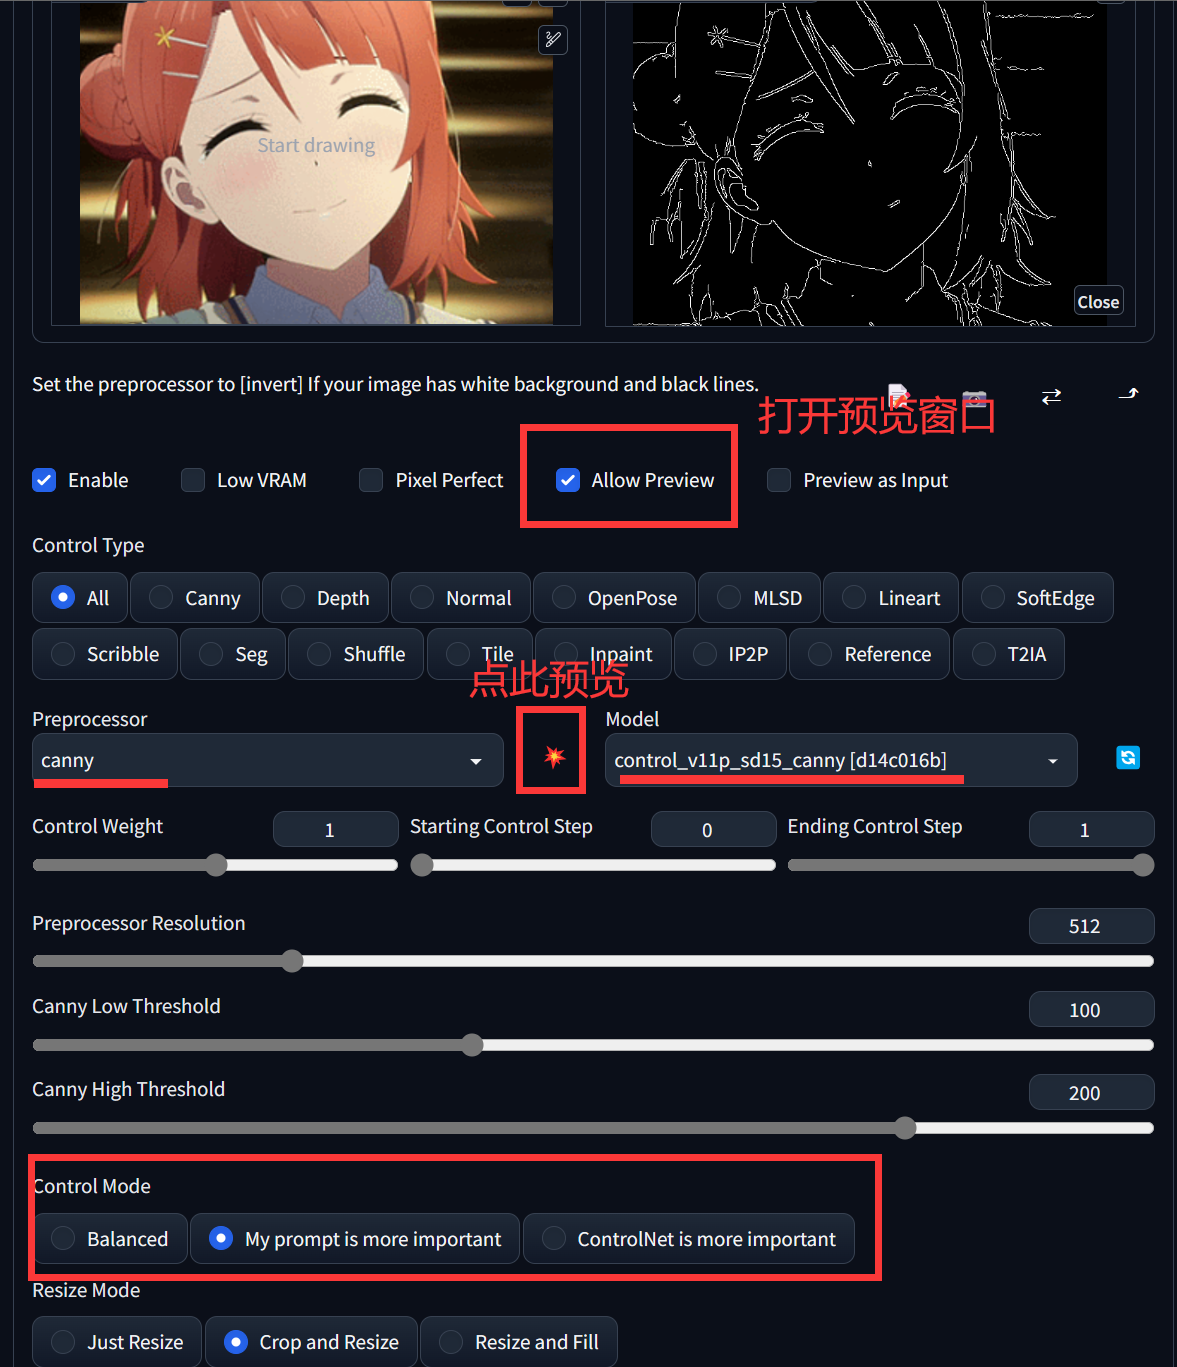 Start drawing
Close
Set the preprocessor to [invert] If your image has white background and black lines.
打开预览窗口
Enable Low VRAM Pixel Perfect Allow Preview Preview as Input
Control Type
All Canny Depth Normal OpenPose MLSD Lineart SoftEdge
Scribble Seg Shuffle Tile Inpaint IP2P Reference T2IA
点此预览
Preprocessor Model
canny control_v11p_sd15_canny [d14c016b]
Control Weight 1 Starting Control Step 0 Ending Control Step 1
Preprocessor Resolution 512
Canny Low Threshold 100
Canny High Threshold 200
Control Mode
Balanced My prompt is more important ControlNet is more important
Resize Mode
Just Resize Crop and Resize Resize and Fill